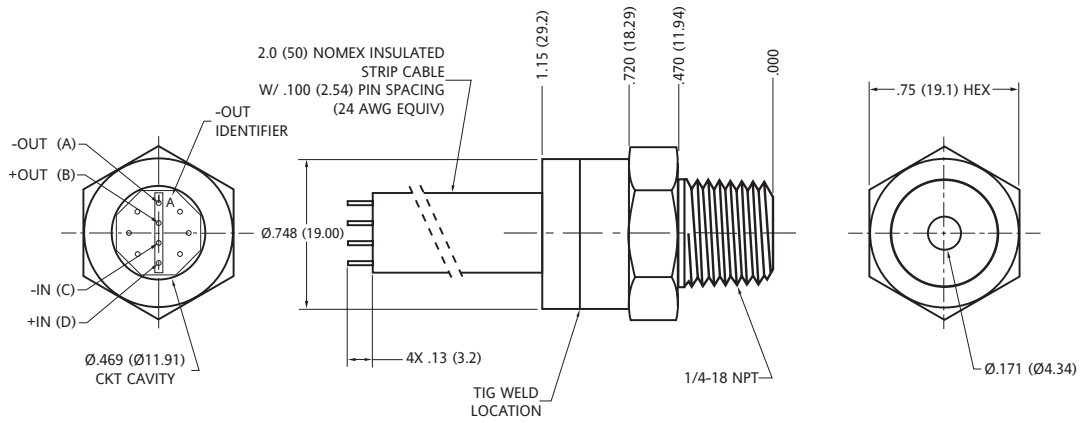 2.0 (50) NOMEX INSULATED
STRIP CABLE
W/ .100 (2.54) PIN SPACING
(24 AWG EQUIV)
1.15 (29.2)
.720 (18.29)
.470 (11.94)
.000
.75 (19.1) HEX
-OUT
IDENTIFIER
-OUT (A)
+OUT (B)
A
Ø.748 (19.00)
-IN (C)
+IN (D)
Ø.469 (Ø11.91)
CKT CAVITY
4X .13 (3.2)
TIG WELD
LOCATION
1/4-18 NPT
Ø.171 (Ø4.34)